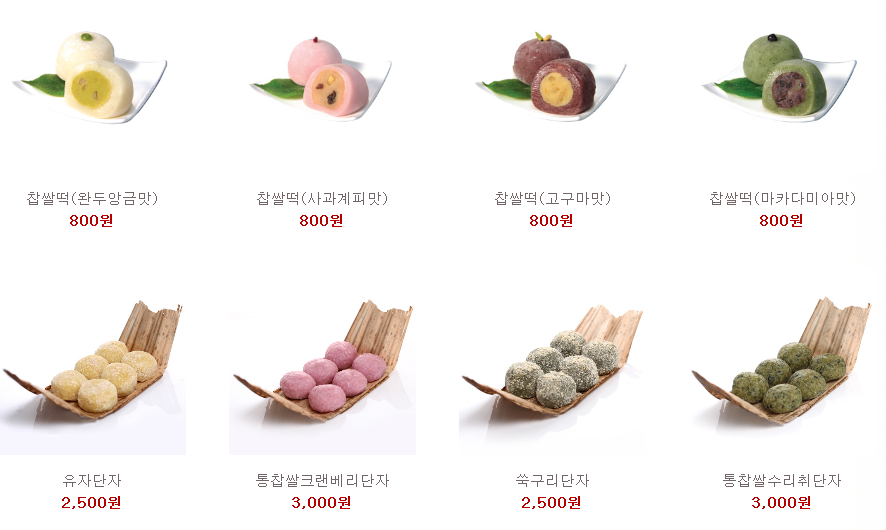 찹쌀떡(완두앙금맛)
800원
찹쌀떡(사과계피맛)
800원
찹쌀떡(고구마맛)
800원
찹쌀떡(마카다미아맛)
800원
유자단자
2,500원
통찹쌀크랜베리단자
3,000원
쑥구리단자
2,500원
통찹쌀수리취단자
3,000원